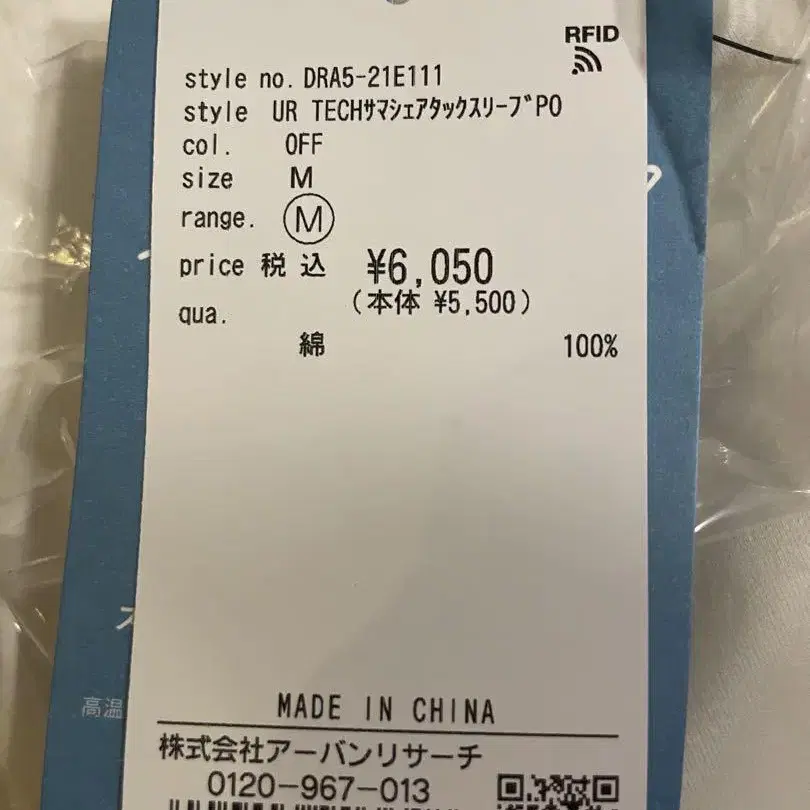 RFID
style no. DRA5-21E111
style UR TECHｻﾏｼｪｱﾀｯｸｽﾘｰﾌﾞPO
col. OFF
size M
range. Ⓜ
price 税 込 ¥6,050
(本体 ¥5,500)
qua.
綿 100%
高温
MADE IN CHINA
株式会社アーバンリサーチ
0120-967-013